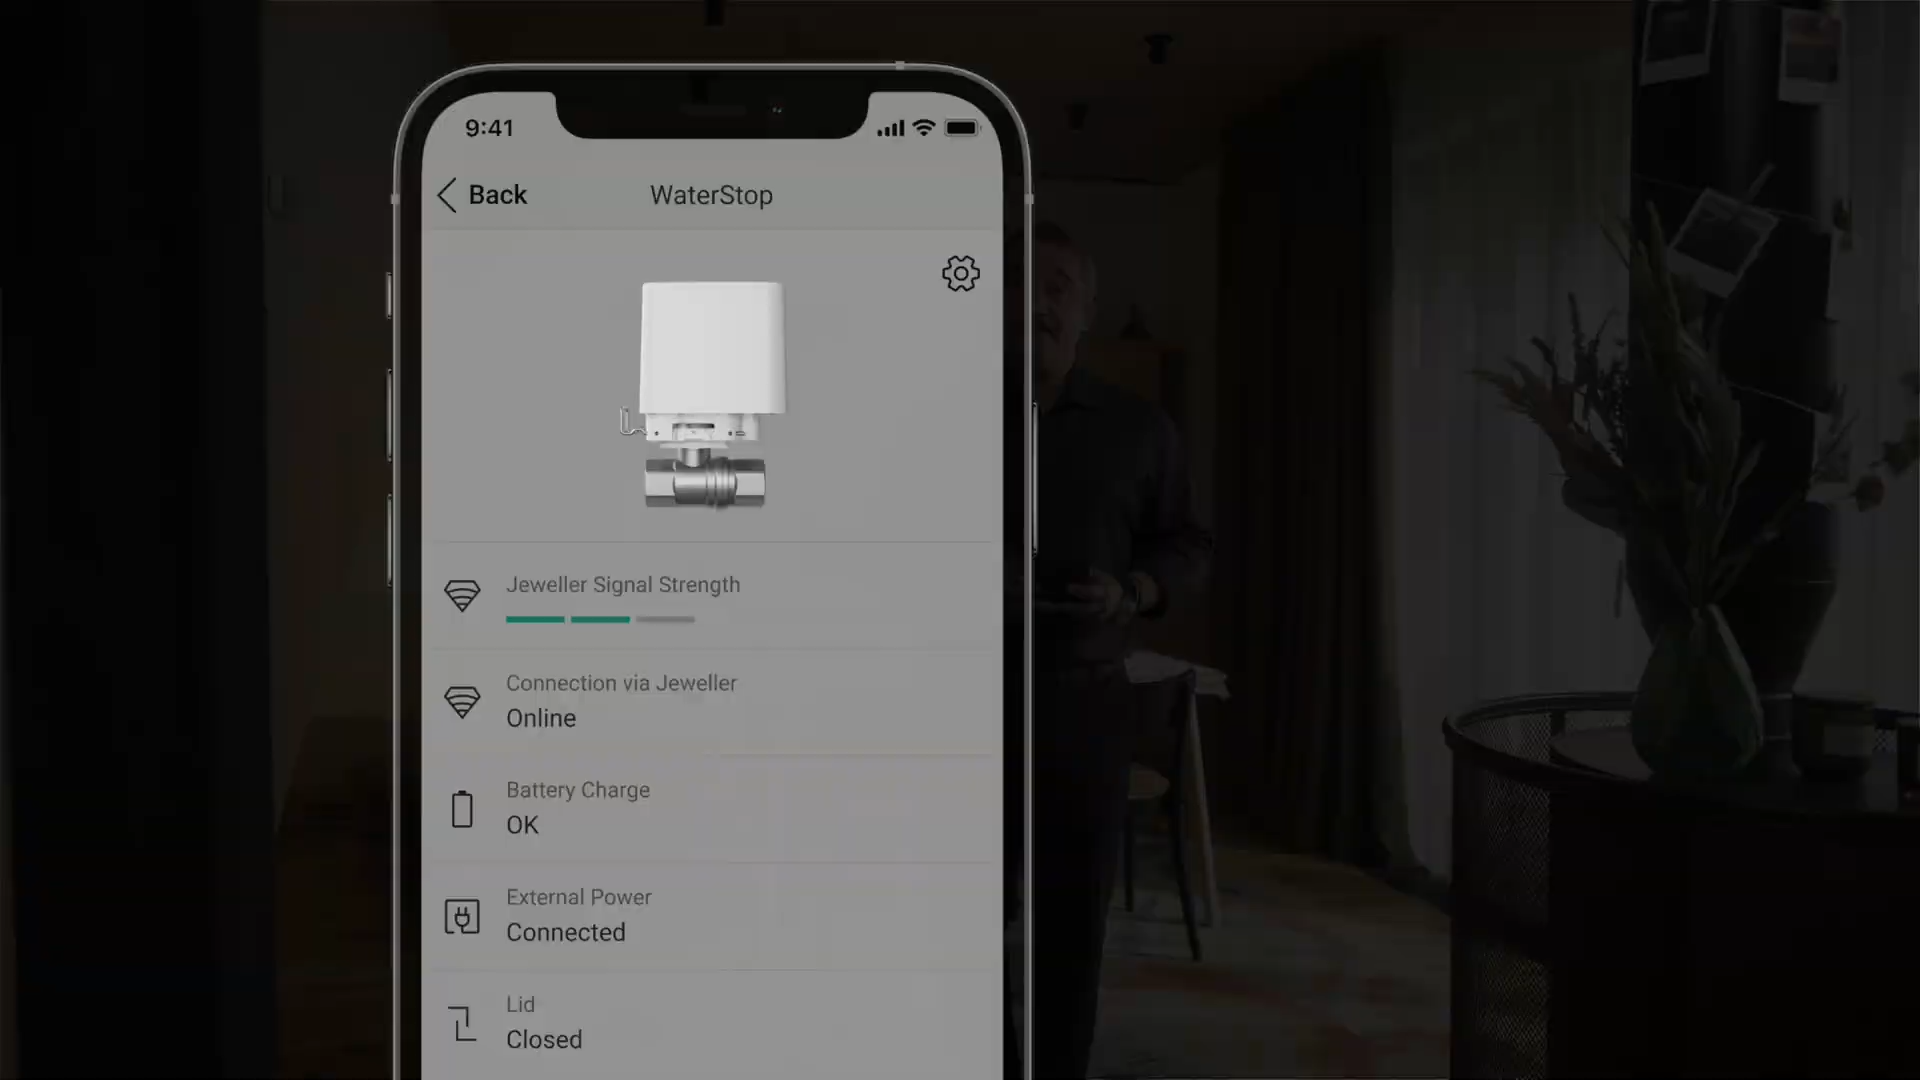 9:41
Back
WaterStop
Jeweller Signal Strength
Connection via Jeweller
Online
Battery Charge
OK
External Power
Connected
Lid
Closed